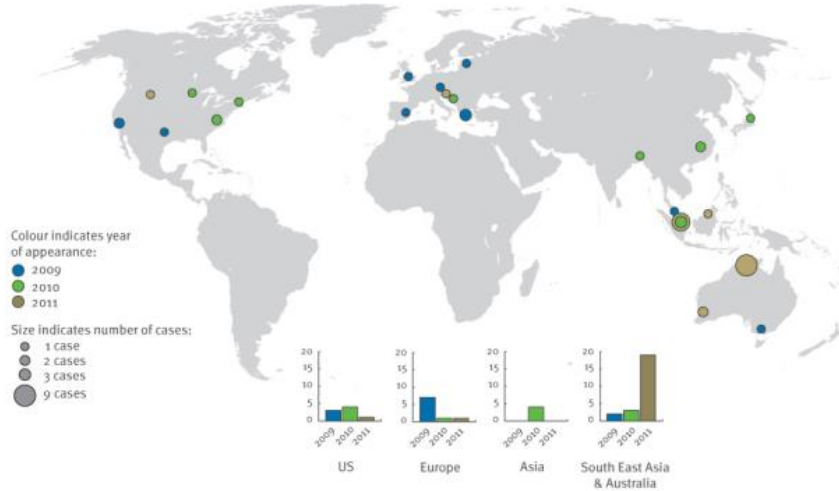 Colour indicates year
of appearance:
2009
2010
2011
Size indicates number of cases:
1 case
2 cases
3 cases
9 cases
20
15
10
5
0
2009
2010
2011
US
20
15
10
5
0
2009
2010
2011
Europe
20
15
10
5
0
2009
2010
2011
Asia
20
15
10
5
0
2009
2010
2011
South East Asia
& Australia